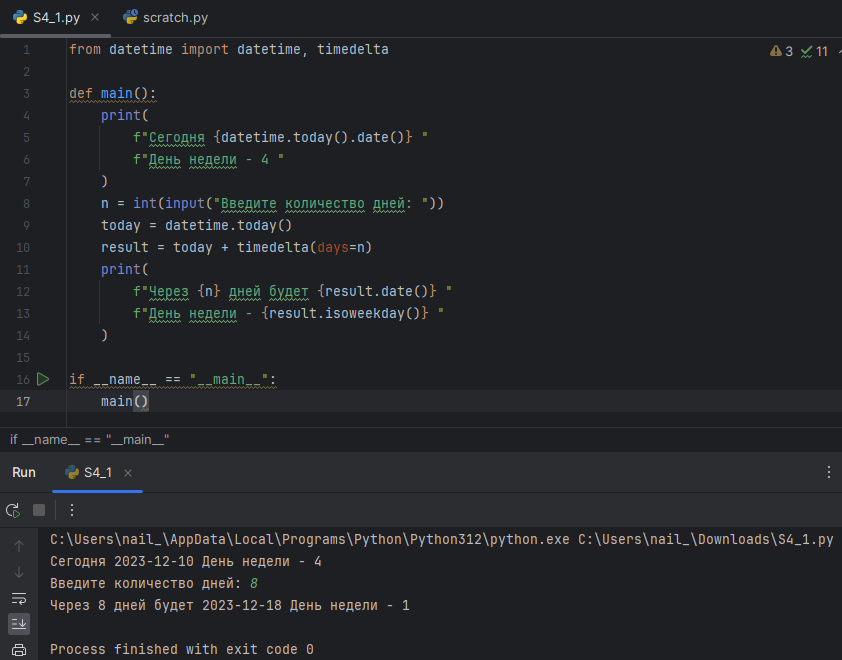 S4_1.py × scratch.py
1 from datetime import datetime, timedelta
3 11
2
3 def main():
4 print(
5 f"Сегодня {datetime.today().date()} "
6 f"День недели - 4 "
7 )
8 n = int(input("Введите количество дней: "))
9 today = datetime.today()
10 result = today + timedelta(days=n)
11 print(
12 f"Через {n} дней будет {result.date()} "
13 f"День недели - {result.isoweekday()} "
14 )
15
16 if __name__ == "__main__":
17 main()
if __name__ == "__main__"
Run S4_1 ×
C:\Users\nail_\AppData\Local\Programs\Python\Python312\python.exe C:\Users\nail_\Downloads\S4_1.py
Сегодня 2023-12-10 День недели - 4
Введите количество дней: 8
Через 8 дней будет 2023-12-18 День недели - 1
Process finished with exit code 0